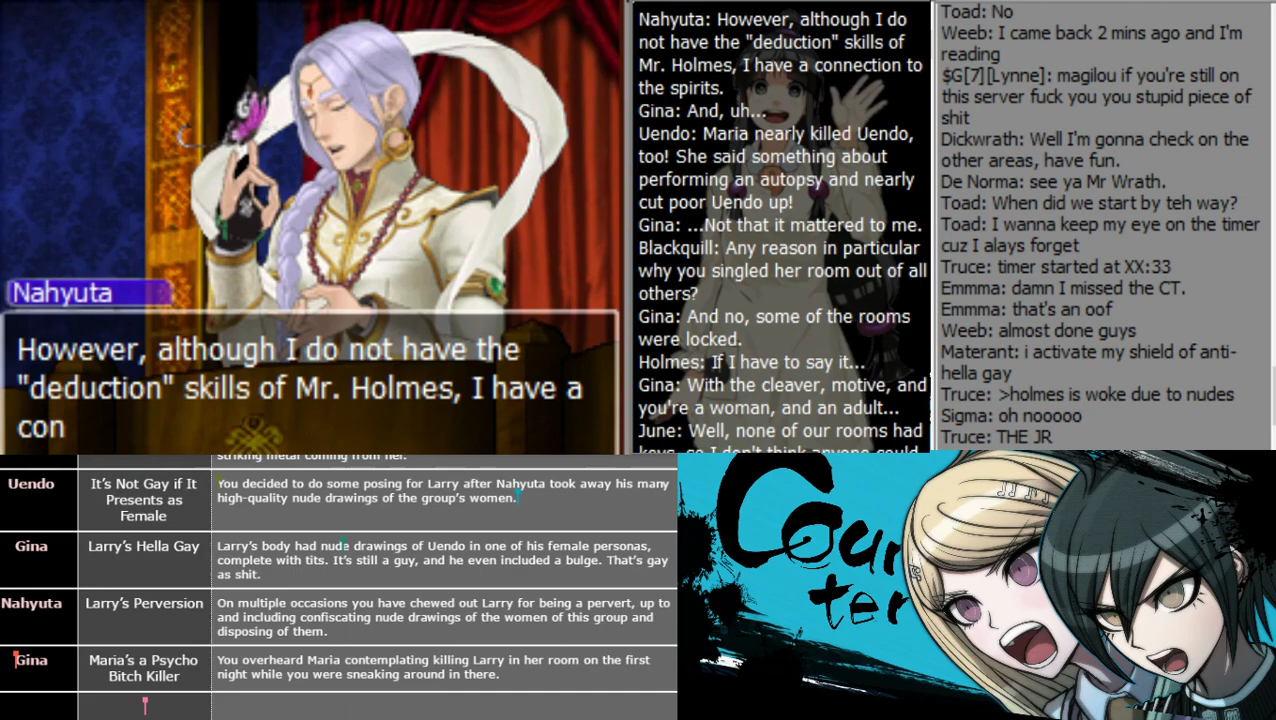 Nahyuta
However, although I do not have the
"deduction" skills of Mr. Holmes, I have a
con
Nahyuta: However, although I do
not have the "deduction" skills of
Mr. Holmes, I have a connection to
the spirits.
Gina: And, uh...
Uendo: Maria nearly killed Uendo,
too! She said something about
performing an autopsy and nearly
cut poor Uendo up!
Gina: ...Not that it mattered to me.
Blackquill: Any reason in particular
why you singled her room out of all
others?
Gina: And no, some of the rooms
were locked.
Holmes: If I have to say it...
Gina: With the cleaver, motive, and
you're a woman, and an adult...
June: Well, none of our rooms had
keys, so I don't think anyone could
Toad: No
Weeb: I came back 2 mins ago and I'm
reading
$G[7][Lynne]: magilou if you're still on
this server fuck you you stupid piece of
shit
Dickwrath: Well I'm gonna check on the
other areas, have fun.
De Norma: see ya Mr Wrath.
Toad: When did we start by teh way?
Toad: I wanna keep my eye on the timer
cuz I alays forget
Truce: timer started at XX:33
Emmma: damn I missed the CT.
Emmma: that's an oof
Weeb: almost done guys
Materant: i activate my shield of anti-
hella gay
Truce: >holmes is woke due to nudes
Sigma: oh nooooo
Truce: THE JR
striking metal coming from her.
Uendo
It's Not Gay if It
Presents as
Female
You decided to do some posing for Larry after Nahyuta took away his many
high-quality nude drawings of the group's women.
Gina
Larry's Hella Gay
Larry's body had nude drawings of Uendo in one of his female personas,
complete with tits. It's still a guy, and he even included a bulge. That's gay
as shit.
Nahyuta
Larry's Perversion
On multiple occasions you have chewed out Larry for being a pervert, up to
and including confiscating nude drawings of the women of this group and
disposing of them.
Gina
Maria's a Psycho
Bitch Killer
You overheard Maria contemplating killing Larry in her room on the first
night while you were sneaking around in there.
Coun
ter